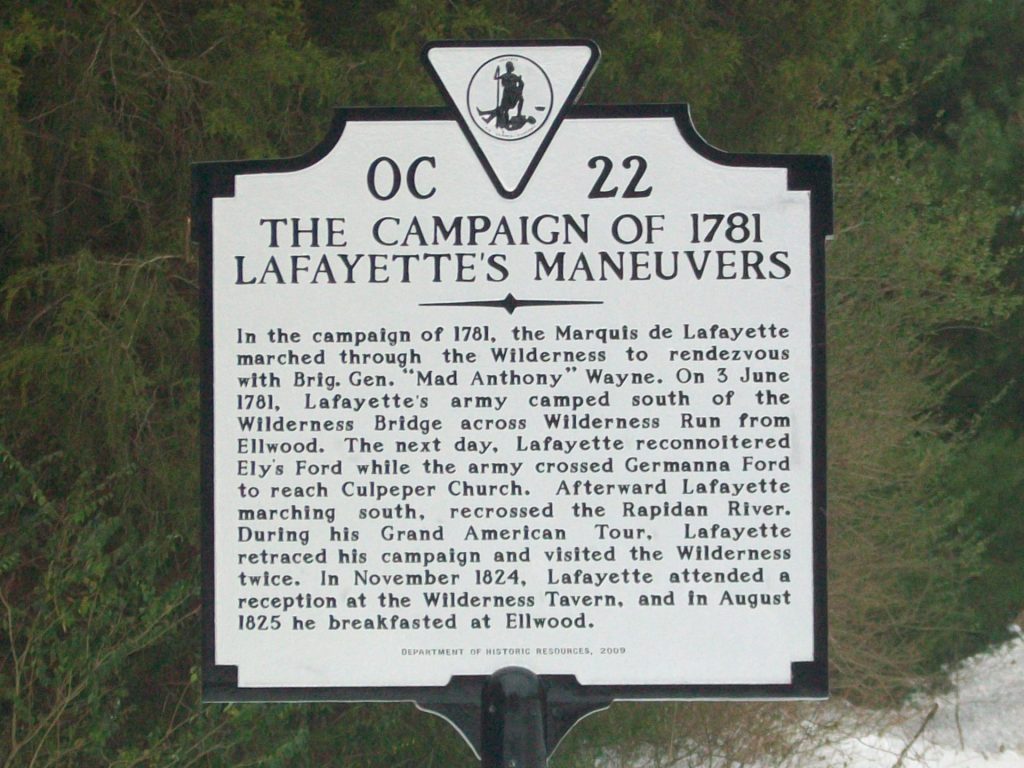 OC 22
THE CAMPAIGN OF 1781
LAFAYETTE'S MANEUVERS
In the campaign of 1781, the Marquis de Lafayette
marched through the Wilderness to rendezvous
with Brig. Gen. "Mad Anthony" Wayne. On 3 June
1781, Lafayette's army camped south of the
Wilderness Bridge across Wilderness Run from
Ellwood. The next day, Lafayette reconnoitered
Ely's Ford while the army crossed Germanna Ford
to reach Culpeper Church. Afterward Lafayette
marching south, recrossed the Rapidan River.
During his Grand American Tour, Lafayette
retraced his campaign and visited the Wilderness
twice. In November 1824, Lafayette attended a
reception at the Wilderness Tavern, and in August
1825 he breakfasted at Ellwood.
DEPARTMENT OF HISTORIC RESOURCES, 2009